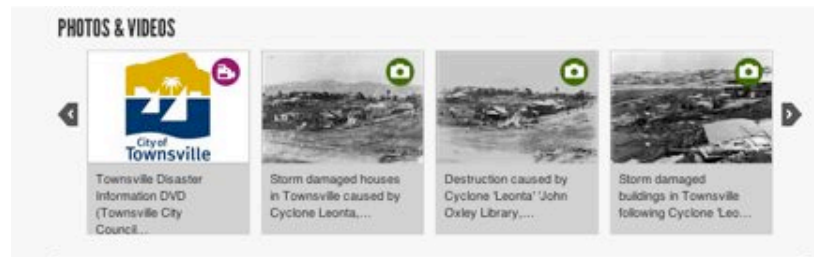 PHOTOS & VIDEOS
City of
Townsville
Townsville Disaster
Information DVD
(Townsville City
Council...
Storm damaged houses
in Townsville caused by
Cyclone Leonta,...
Destruction caused by
Cyclone 'Leonta' 'John
Oxley Library,...
Storm damaged
buildings in Townsville
following Cyclone 'Leo...